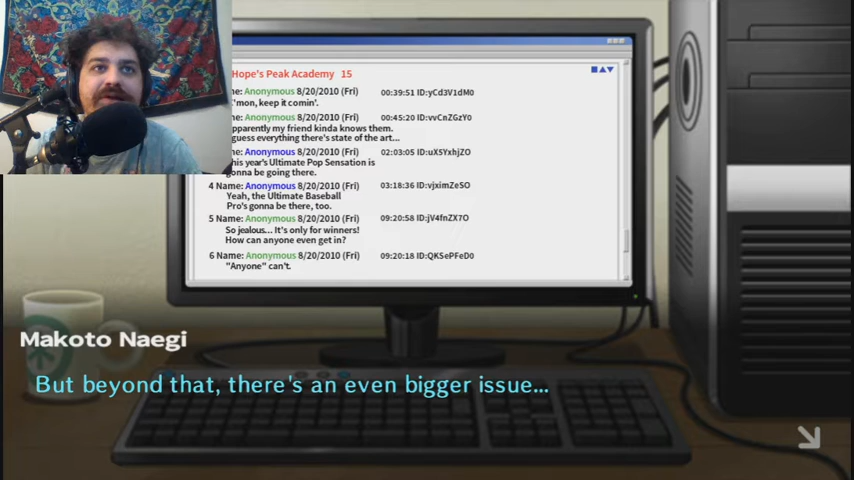 Hope's Peak Academy 15
me: Anonymous 8/20/2010 (Fri) 00:39:51 ID:yCd3V1dM0
'mon, keep it comin'.
e: Anonymous 8/20/2010 (Fri) 00:45:20 ID:vvCnZGzY0
pparently my friend kinda knows them.
guess everything there's state of the art...
me: Anonymous 8/20/2010 (Fri) 02:03:05 ID:uXSYxhjZO
his year's Ultimate Pop Sensation is
gonna be going there.
4 Name: Anonymous 8/20/2010 (Fri) 03:18:36 ID:vjximZeSO
Yeah, the Ultimate Baseball
Pro's gonna be there, too.
5 Name: Anonymous 8/20/2010 (Fri) 09:20:58 ID:jV4fnZX7O
So jealous... It's only for winners!
How can anyone even get in?
6 Name: Anonymous 8/20/2010 (Fri) 09:20:18 ID:QKSePFeD0
"Anyone" can't.
Makoto Naegi
But beyond that, there's an even bigger issue...